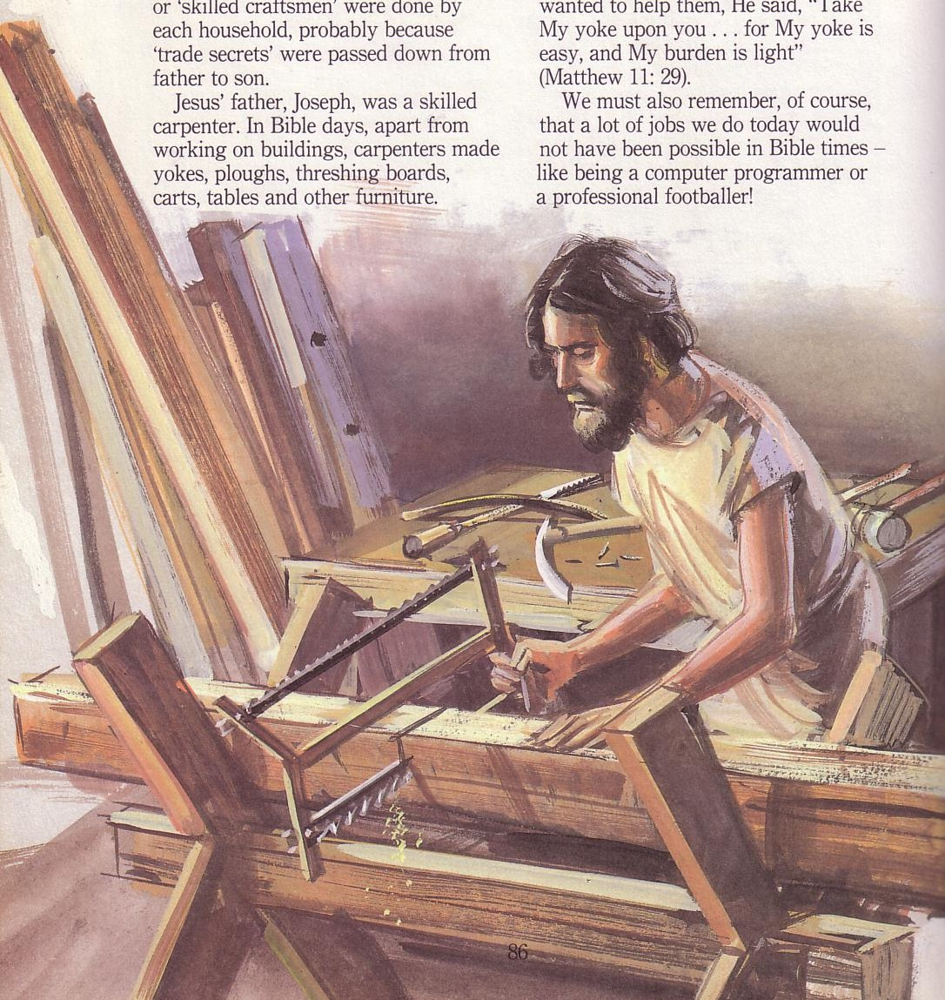 or ‘skilled craftsmen’ were done by
each household, probably because
‘trade secrets’ were passed down from
father to son.
Jesus’ father, Joseph, was a skilled
carpenter. In Bible days, apart from
working on buildings, carpenters made
yokes, ploughs, threshing boards,
carts, tables and other furniture.
wanted to help them, He said, “Take
My yoke upon you . . . for My yoke is
easy, and My burden is light”
(Matthew 11: 29).
We must also remember, of course,
that a lot of jobs we do today would
not have been possible in Bible times –
like being a computer programmer or
a professional footballer!
86